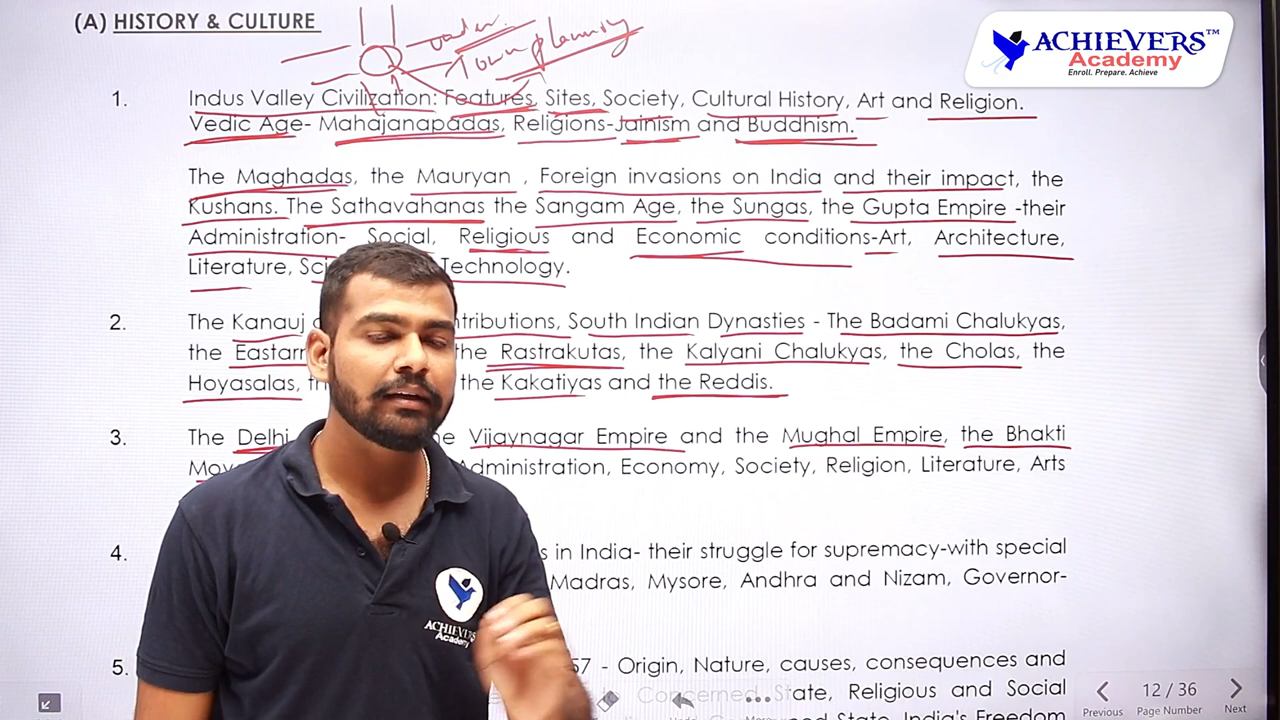 (A) HISTORY & CULTURE
Town planning
ACHIEVERS™
Academy
Enroll. Prepare. Achieve
1. Indus Valley Civilization: Features, Sites, Society, Cultural History, Art and Religion.
Vedic Age- Mahajanapadas, Religions-Jainism and Buddhism.
The Maghadas, the Mauryan , Foreign invasions on India and their impact, the
Kushans. The Sathavahanas the Sangam Age, the Sungas, the Gupta Empire -their
Administration- Social, Religious and Economic conditions-Art, Architecture,
Literature, Technology.
2. The Kanauj South Indian Dynasties - The Badami Chalukyas,
the the Rastrakutas, the Kalyani Chalukyas, the Cholas, the
Hoyasalas, the Kakatiyas and the Reddis.
3. The Delhi Vijaynagar Empire and the Mughal Empire, the Bhakti
Administration, Economy, Society, Religion, Literature, Arts
4. in India- their struggle for supremacy-with special
Madras, Mysore, Andhra and Nizam, Governor-
5. 57 - Origin, Nature, causes, consequences and
Concerned State, Religious and Social
State, India's Freedom
ACHIEVERS
Academy
12 / 36
Previous Page Number Next